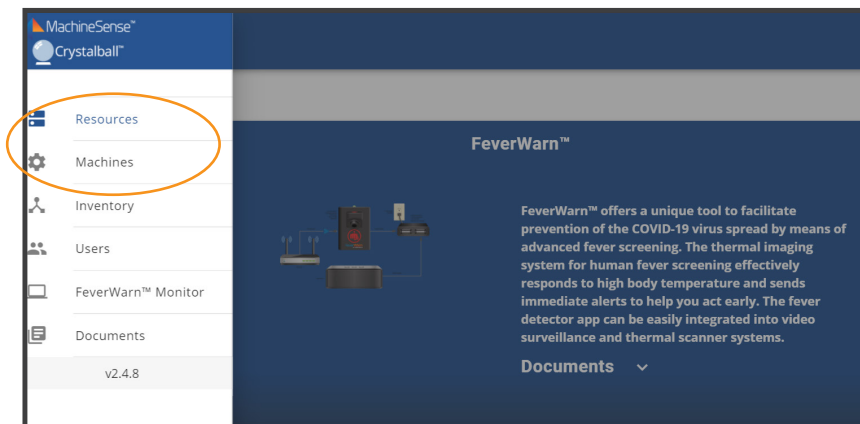 MachineSense™
Crystalball™
Resources
Machines
Inventory
Users
FeverWarn™ Monitor
Documents
v2.4.8
FeverWarn™
FeverWarn™ offers a unique tool to facilitate
prevention of the COVID-19 virus spread by means of
advanced fever screening. The thermal imaging
system for human fever screening effectively
responds to high body temperature and sends
immediate alerts to help you act early. The fever
detector app can be easily integrated into video
surveillance and thermal scanner systems.
Documents